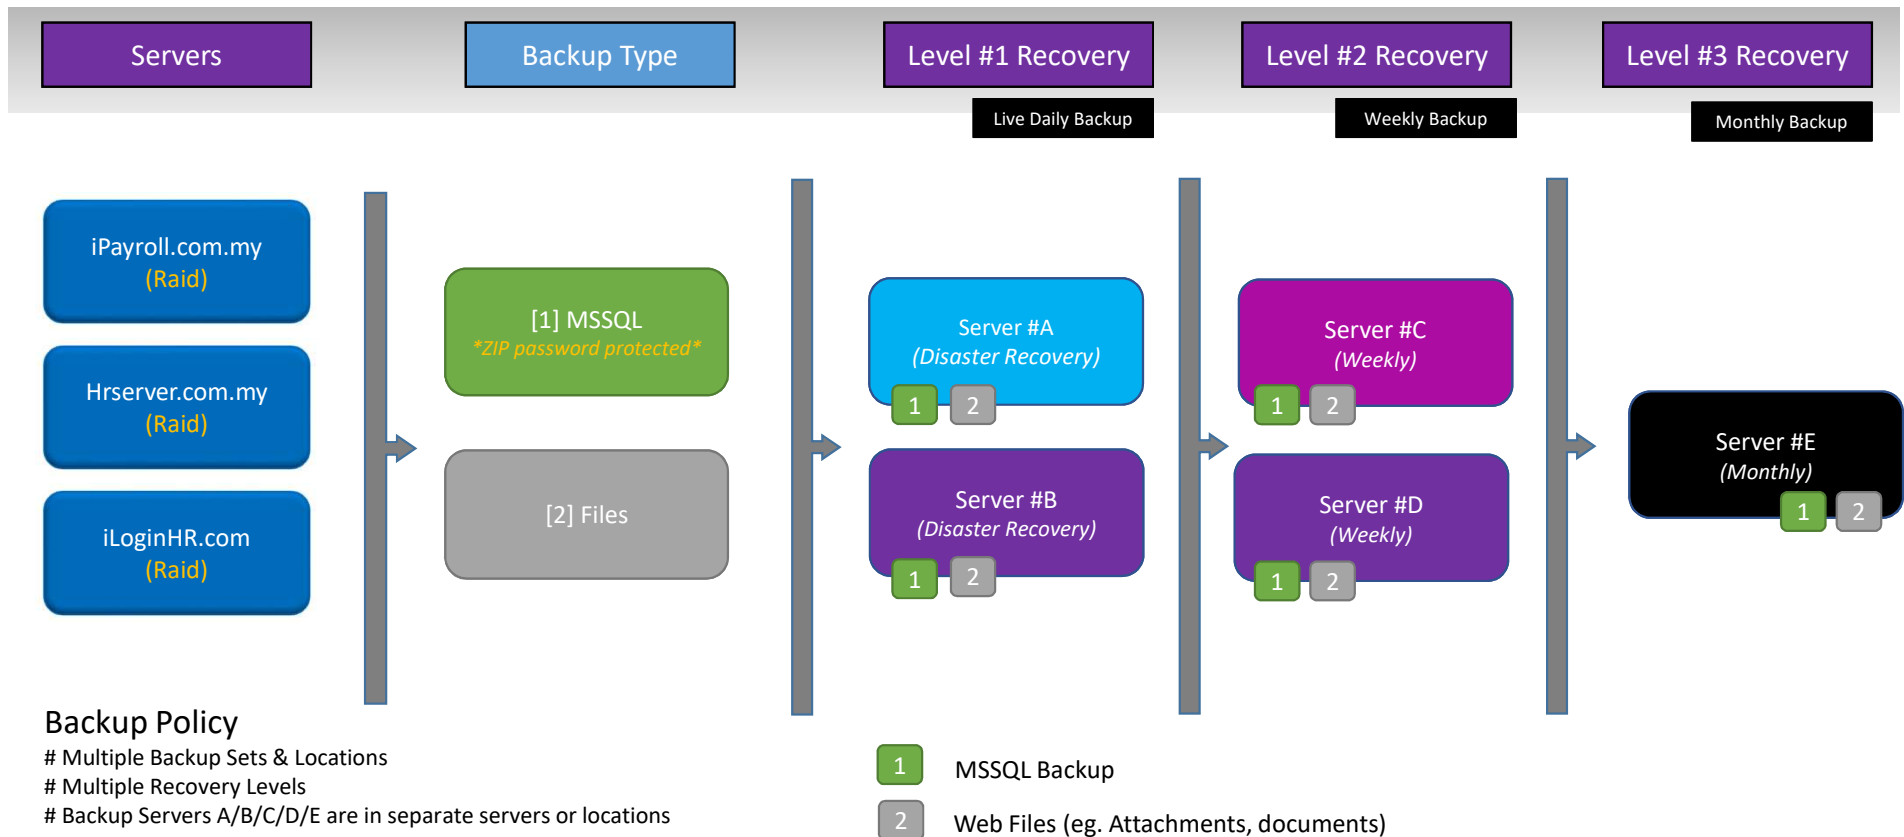 Servers
Backup Type
Level #1 Recovery
Level #2 Recovery
Level #3 Recovery
Live Daily Backup
Weekly Backup
Monthly Backup
iPayroll.com.my
(Raid)
Hrserver.com.my
(Raid)
iLoginHR.com
(Raid)
[1] MSSQL
*ZIP password protected*
[2] Files
Server #A
(Disaster Recovery)
1 2
Server #B
(Disaster Recovery)
1 2
Server #C
(Weekly)
1 2
Server #D
(Weekly)
1 2
Server #E
(Monthly)
1 2
Backup Policy
# Multiple Backup Sets & Locations
# Multiple Recovery Levels
# Backup Servers A/B/C/D/E are in separate servers or locations
1 MSSQL Backup
2 Web Files (eg. Attachments, documents)